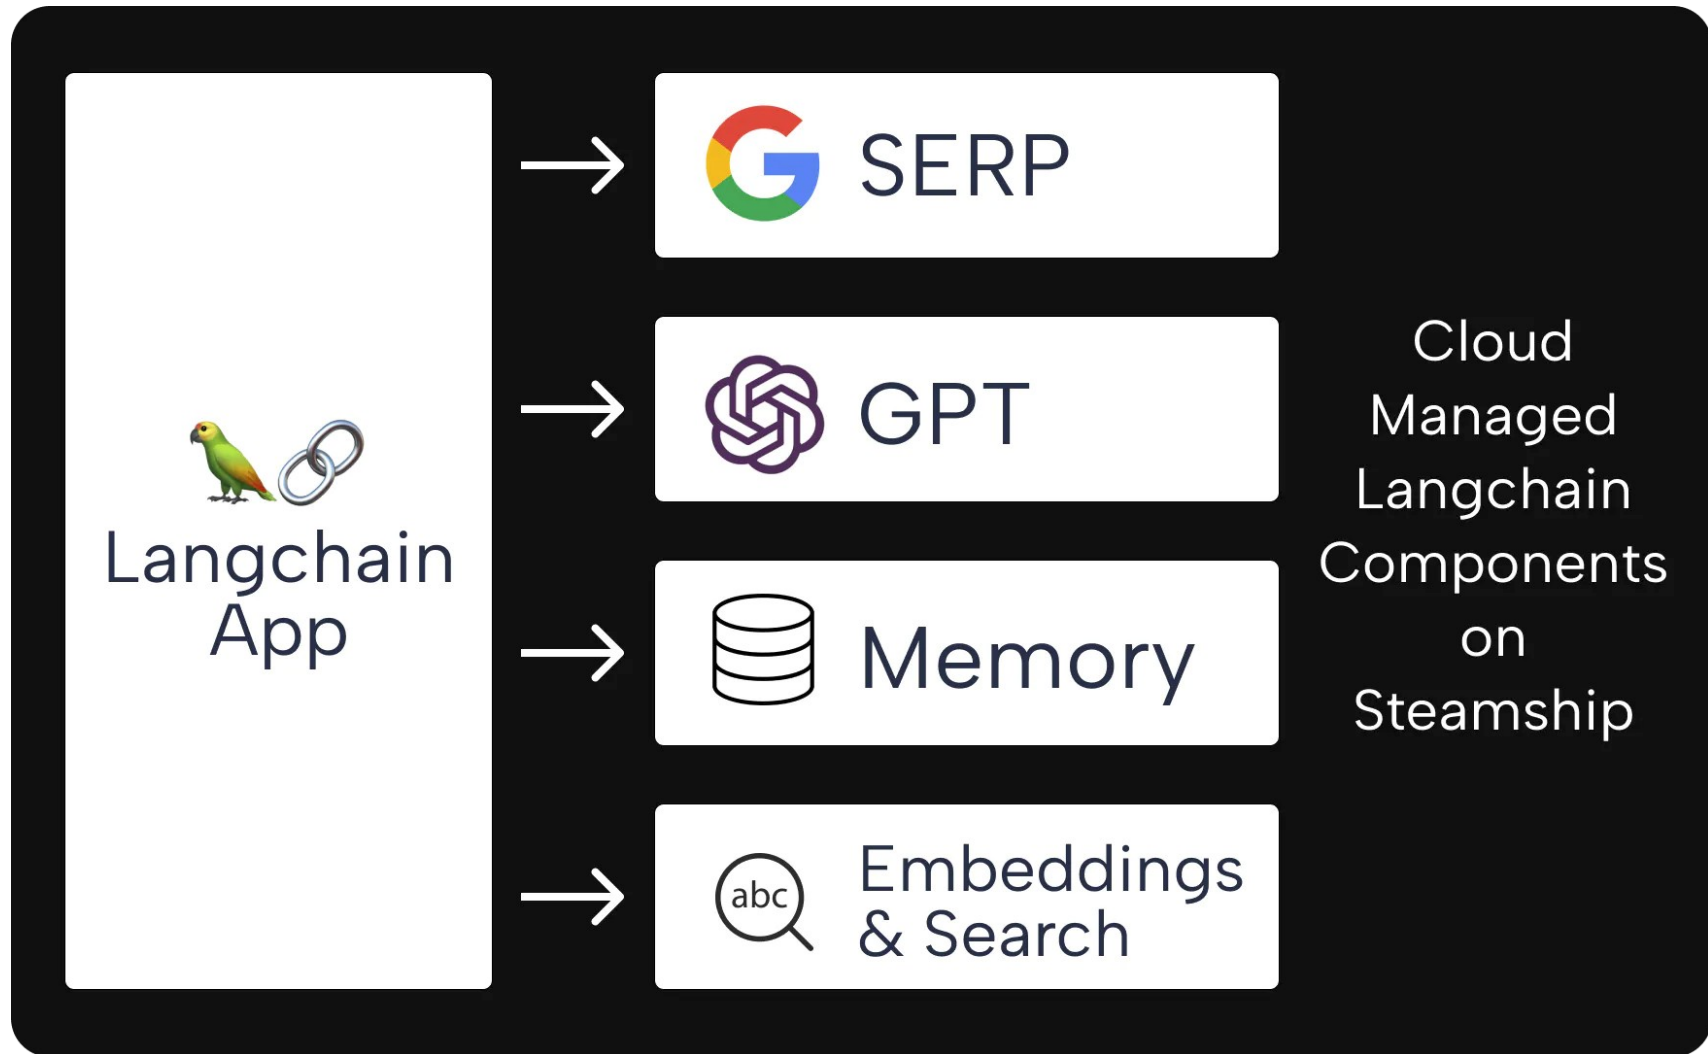 Langchain
App
SERP
GPT
Memory
abc
Embeddings
& Search
Cloud
Managed
Langchain
Components
on
Steamship